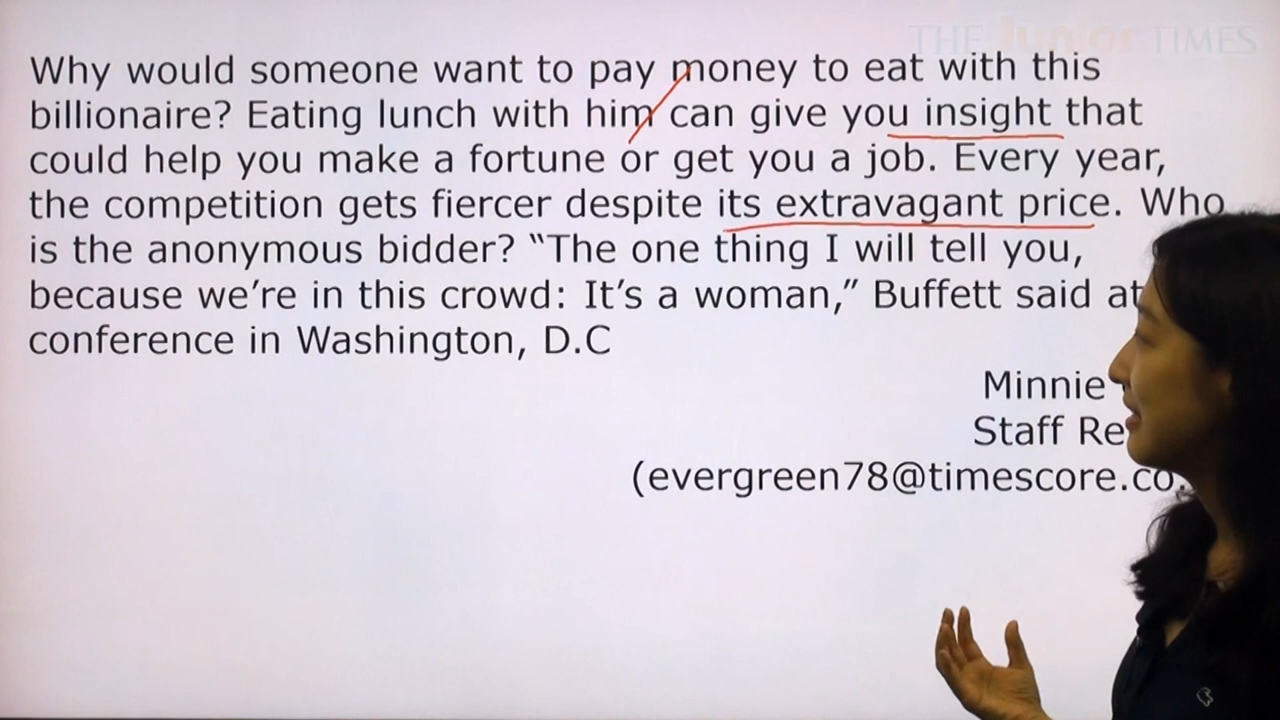 THE Junior TIMES
Why would someone want to pay money to eat with this
billionaire? Eating lunch with him can give you insight that
could help you make a fortune or get you a job. Every year,
the competition gets fiercer despite its extravagant price. Who
is the anonymous bidder? “The one thing I will tell you,
because we’re in this crowd: It’s a woman,” Buffett said at
conference in Washington, D.C
Minnie
Staff
(evergreen78@timescore.co.